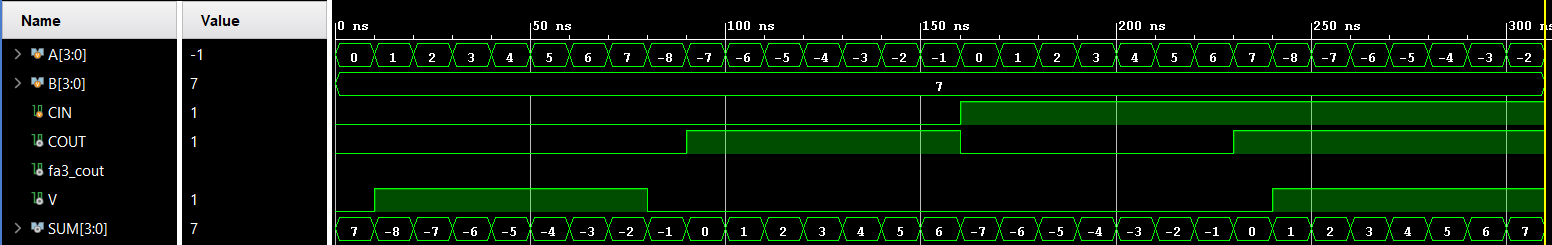 Name Value
0 ns 50 ns 100 ns 150 ns 200 ns 250 ns 300 ns
A[3:0] -1 0 1 2 3 4 5 6 7 -8 -7 -6 -5 -4 -3 -2 -1 0 1 2 3 4 5 6 7 -8 -7 -6 -5 -4 -3 -2
B[3:0] 7 7
CIN 1
COUT 1
fa3_cout
V 1
SUM[3:0] 7 7 -8 -7 -6 -5 -4 -3 -2 -1 0 1 2 3 4 5 6 -7 -6 -5 -4 -3 -2 -1 0 1 2 3 4 5 6 7